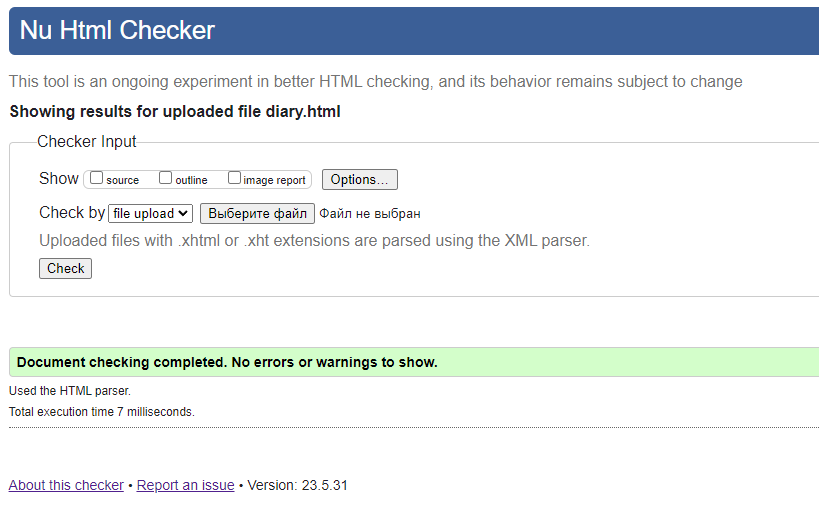 Nu Html Checker
This tool is an ongoing experiment in better HTML checking, and its behavior remains subject to change
Showing results for uploaded file diary.html
Checker Input
Show source outline image report Options...
Check by file upload Выберите файл Файл не выбран
Uploaded files with .xhtml or .xht extensions are parsed using the XML parser.
Check
Document checking completed. No errors or warnings to show.
Used the HTML parser.
Total execution time 7 milliseconds.
About this checker • Report an issue • Version: 23.5.31